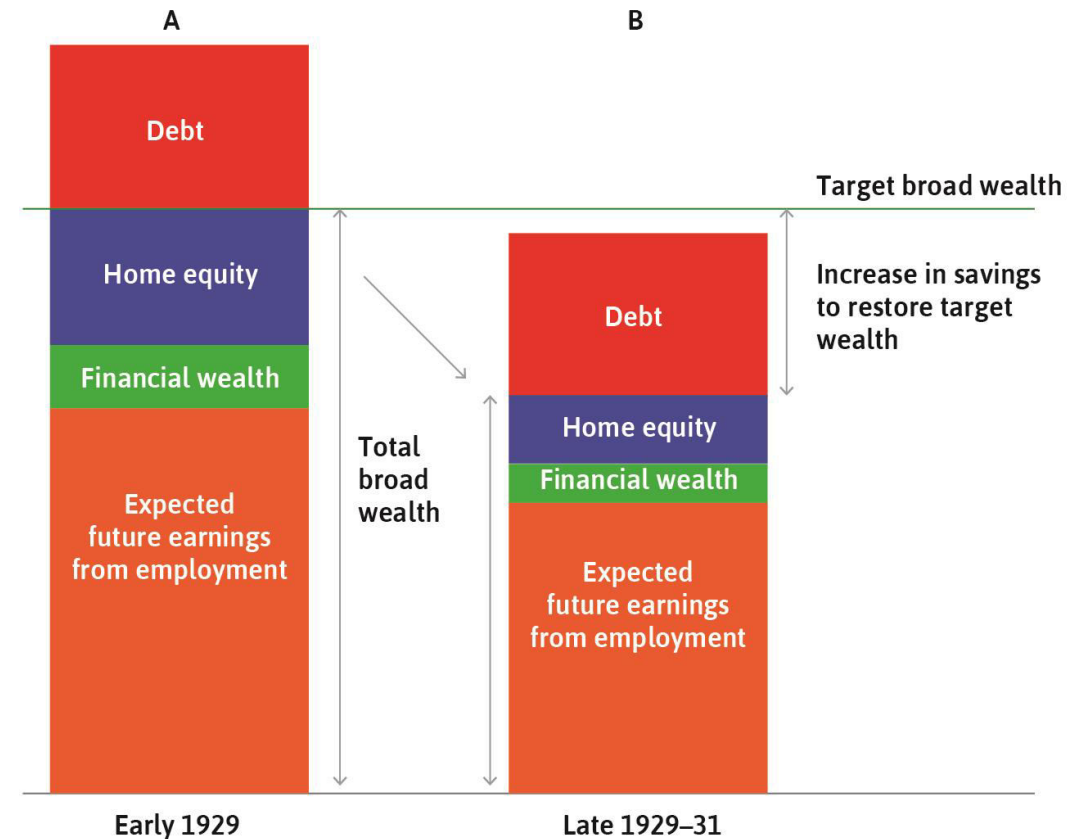 A
B
Debt
Target broad wealth
Home equity
Increase in savings
to restore target
wealth
Debt
Financial wealth
Home equity
Total
broad
wealth
Financial wealth
Expected
future earnings
from employment
Expected
future earnings
from employment
Early 1929
Late 1929–31